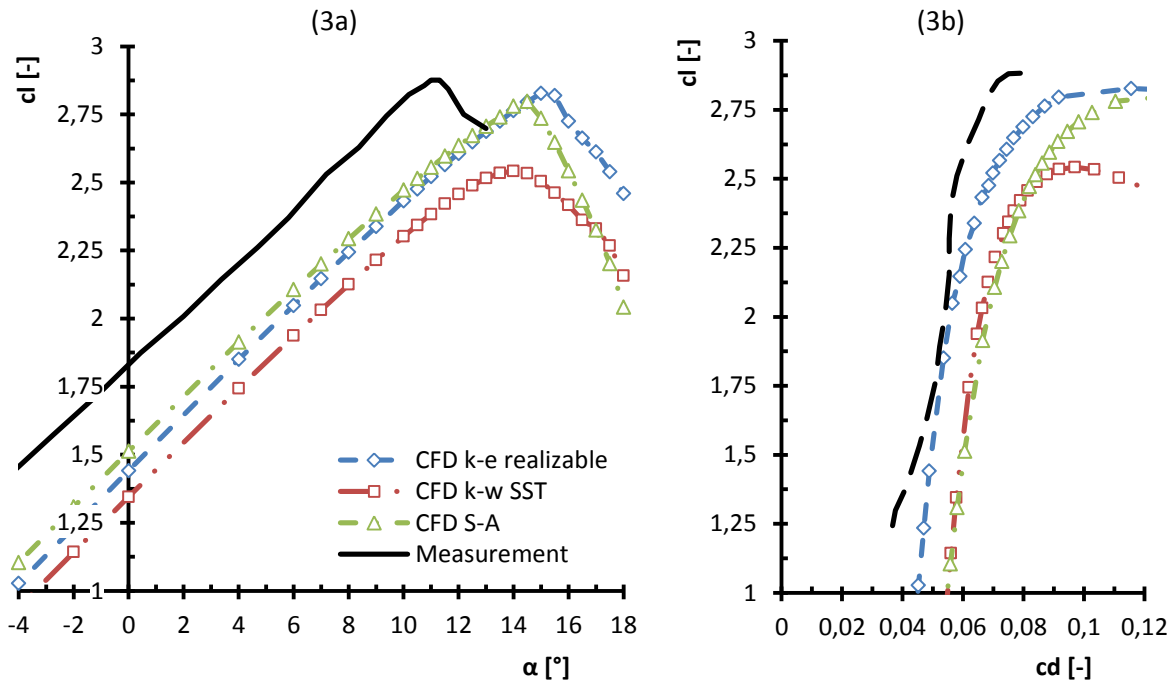 (3a)
cl [-]
3
2,75
2,5
2,25
2
1,75
1,5
1,25
1
-4 -2 0 2 4 6 8 10 12 14 16 18
α [°]
CFD k-e realizable
CFD k-w SST
CFD S-A
Measurement
(3b)
cl [-]
3
2,75
2,5
2,25
2
1,75
1,5
1,25
1
0 0,02 0,04 0,06 0,08 0,1 0,12
cd [-]